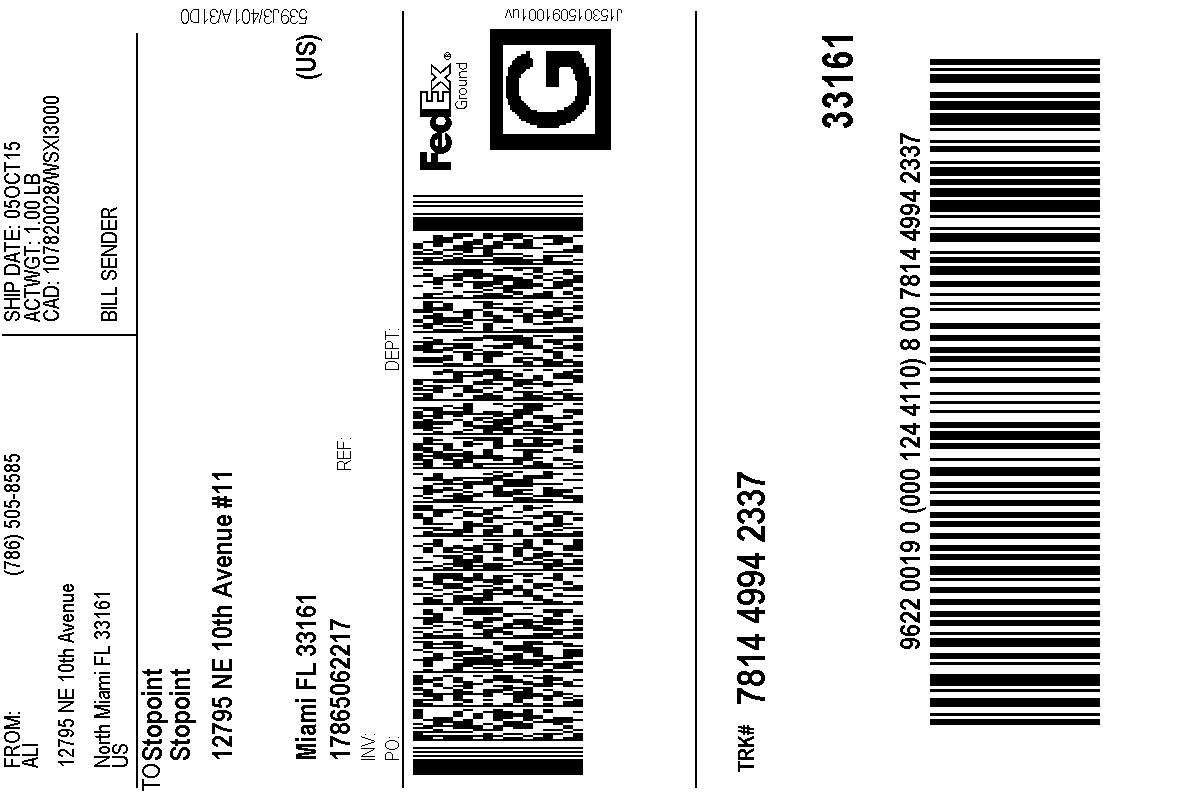 FROM:
ALI
(786) 505-8585
12795 NE 10th Avenue
North Miami FL 33161
US
SHIP DATE: 05OCT15
ACTWGT: 1.00 LB
CAD: 107820028/WSXI3000
BILL SENDER
TO Stopoint
Stopoint
12795 NE 10th Avenue #11
Miami FL 33161
(US)
17865062217
REF:
INV:
PO:
DEPT:
539J3/401A/31D0
J153015091001uv
FedEx®
Ground
G
TRK# 7814 4994 2337
33161
9622 0019 0 (000 124 4110) 8 00 7814 4994 2337